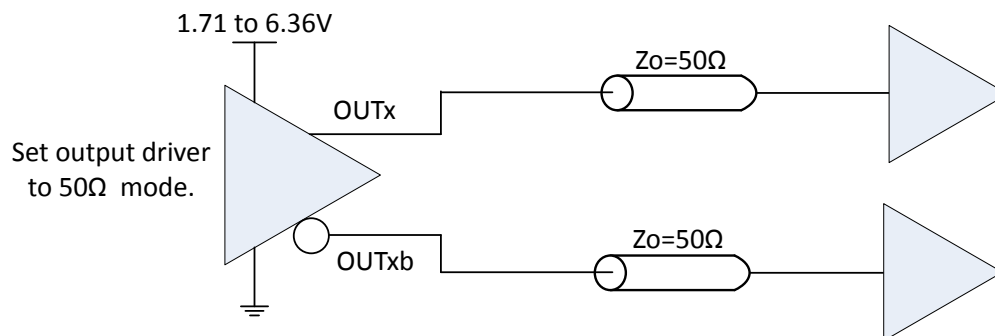 1.71 to 6.36V
Zo=50Ω
OUTx
Set output driver
to 50Ω  mode.
Zo=50Ω
OUTxb